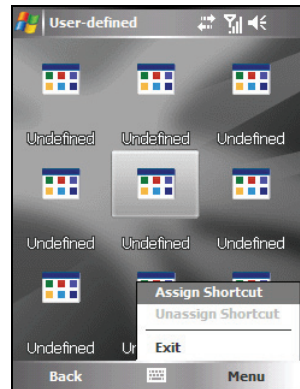 User-defined
Undefined Undefined Undefined
Undefined Undefined Undefined
Assign Shortcut
Unassign Shortcut
Undefined
Exit
Back Menu